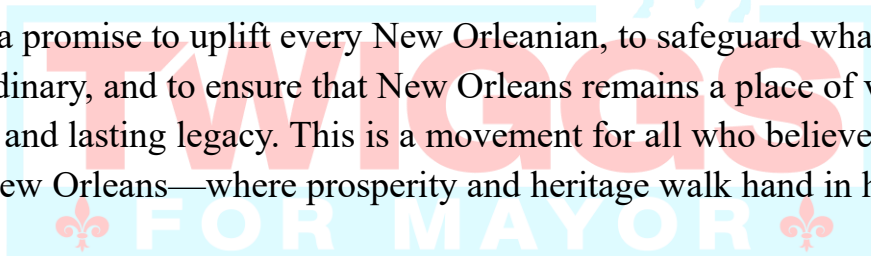 a promise to uplift every New Orleanian, to safeguard wha
dinary, and to ensure that New Orleans remains a place of
and lasting legacy. This is a movement for all who believe
ew Orleans—where prosperity and heritage walk hand in
TWIGGS
FOR MAYOR